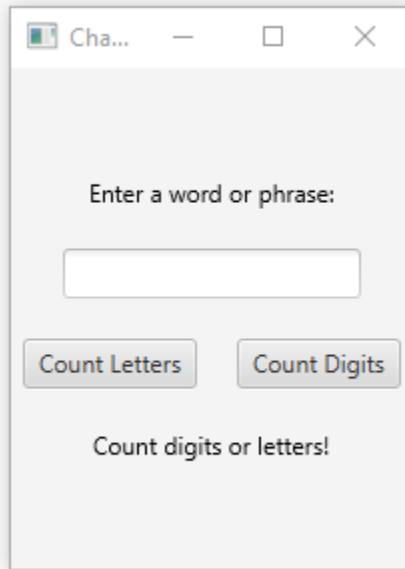 Cha...
Enter a word or phrase:
Count Letters Count Digits
Count digits or letters!